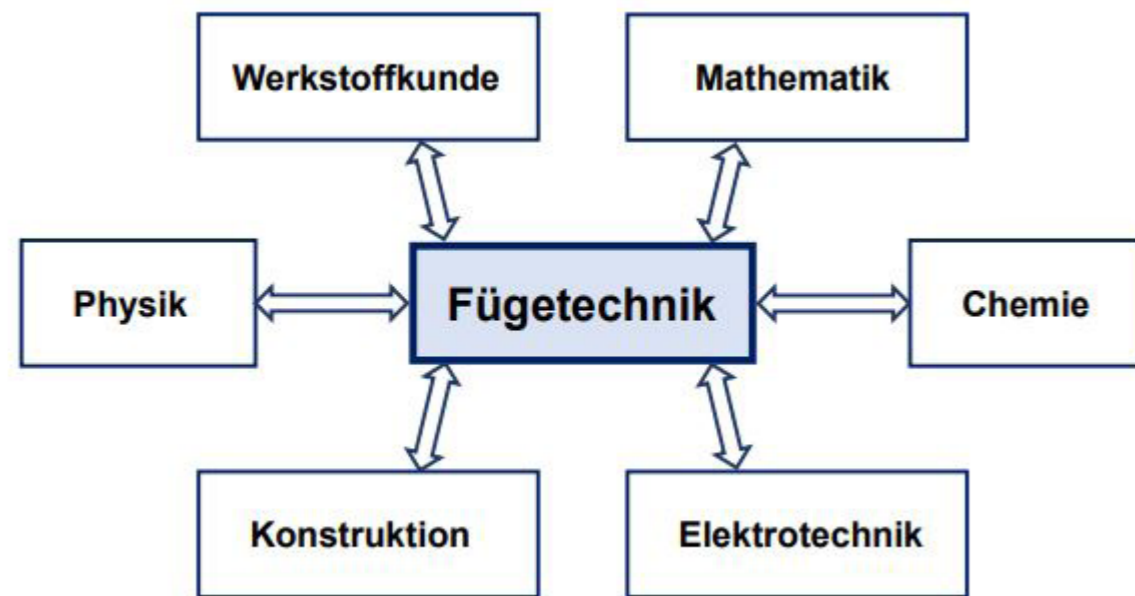 Werkstoffkunde
Mathematik
Physik
Fügetechnik
Chemie
Konstruktion
Elektrotechnik